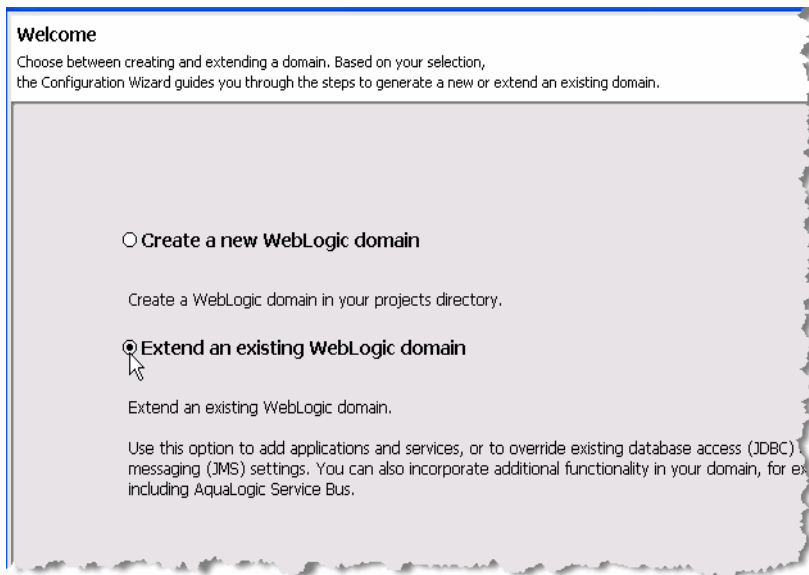 Welcome
Choose between creating and extending a domain. Based on your selection,
the Configuration Wizard guides you through the steps to generate a new or extend an existing domain.
Create a new WebLogic domain
Create a WebLogic domain in your projects directory.
Extend an existing WebLogic domain
Extend an existing WebLogic domain.
Use this option to add applications and services, or to override existing database access (JDBC)
messaging (JMS) settings. You can also incorporate additional functionality in your domain, for
including AquaLogic Service Bus.